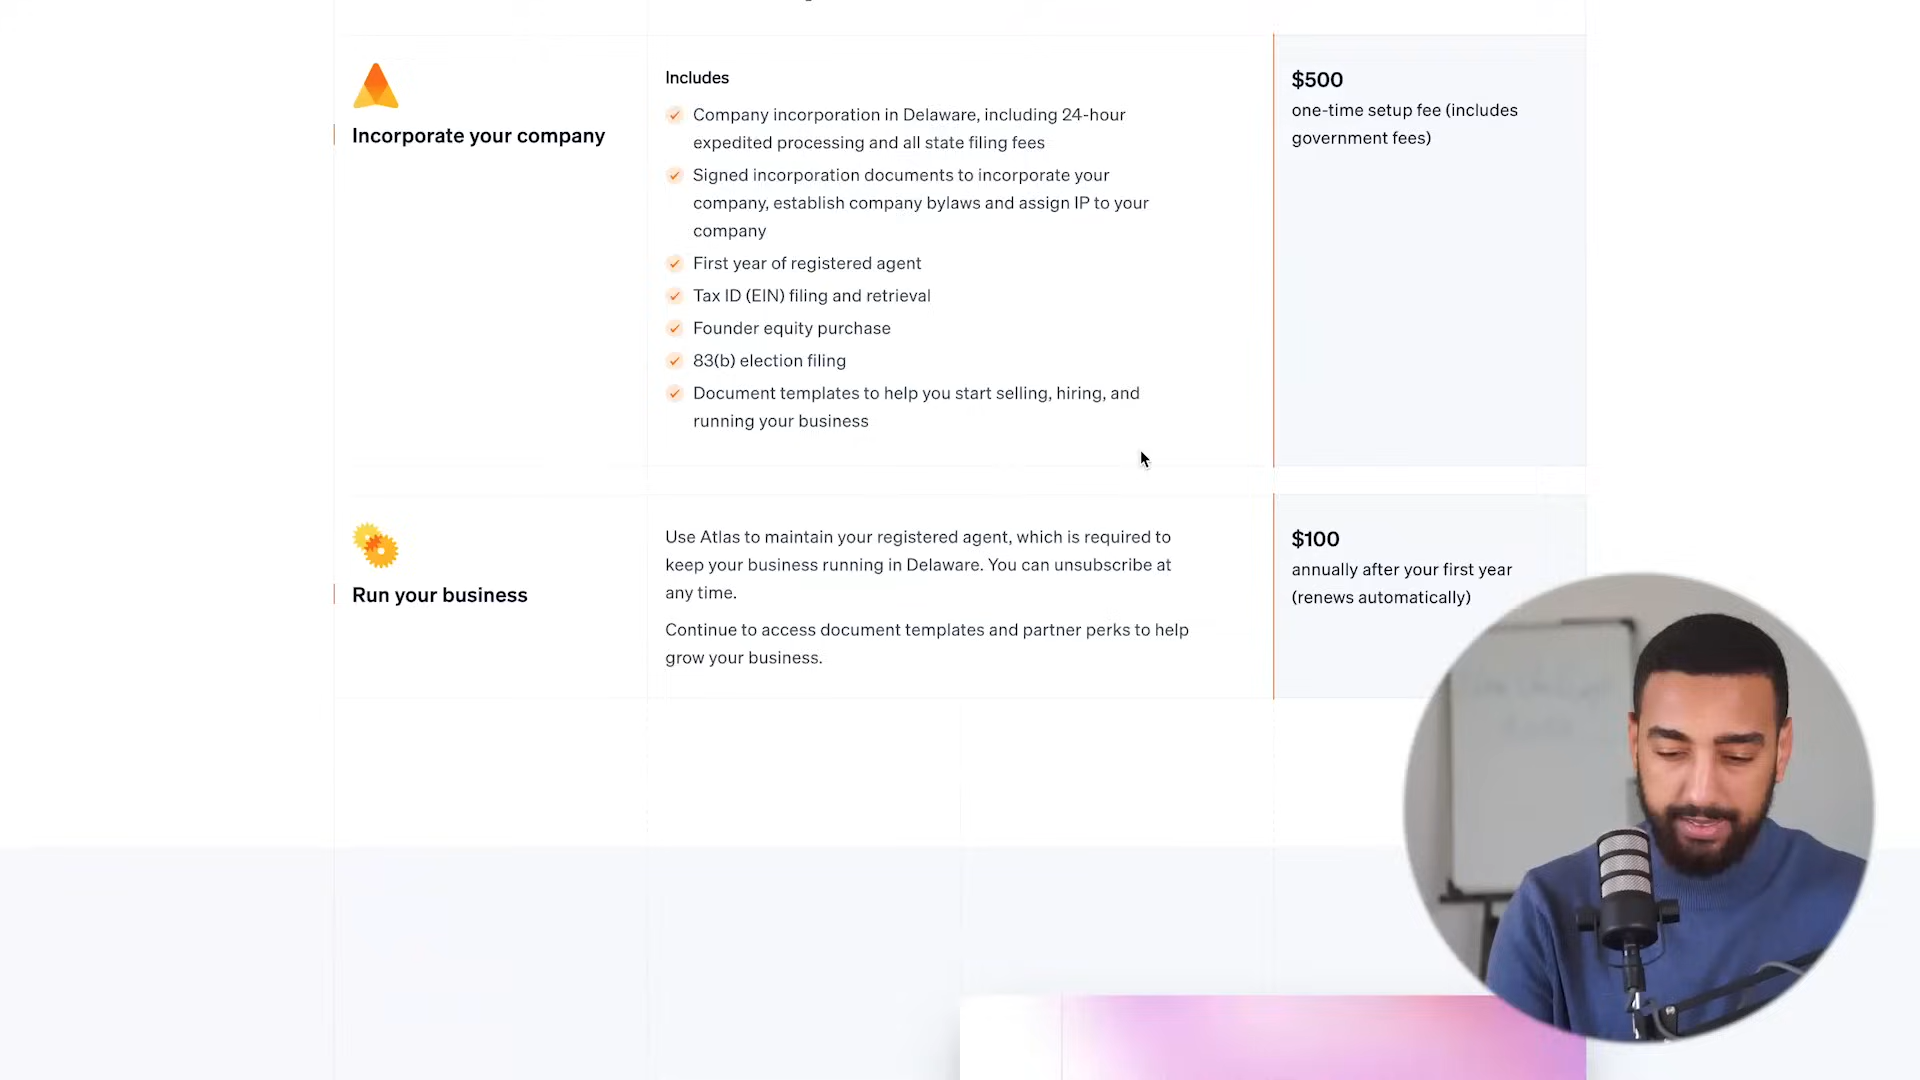 Incorporate your company
Includes
Company incorporation in Delaware, including 24-hour
expedited processing and all state filing fees
Signed incorporation documents to incorporate your
company, establish company bylaws and assign IP to your
company
First year of registered agent
Tax ID (EIN) filing and retrieval
Founder equity purchase
83(b) election filing
Document templates to help you start selling, hiring, and
running your business
$500
one-time setup fee (includes
government fees)
Run your business
Use Atlas to maintain your registered agent, which is required to
keep your business running in Delaware. You can unsubscribe at
any time.
Continue to access document templates and partner perks to help
grow your business.
$100
annually after your first year
(renews automatically)